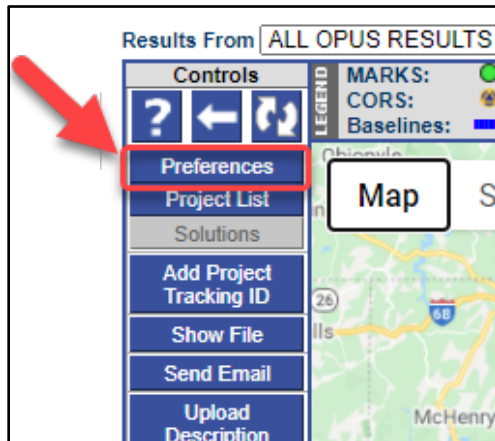 Results From ALL OPUS RESULTS
Controls
LEGEND
MARKS:
CORS:
Baselines:
?
Preferences
Project List
Solutions
Add Project
Tracking ID
Show File
Send Email
Upload
Description
Map
S
26
68
lls
McHenry